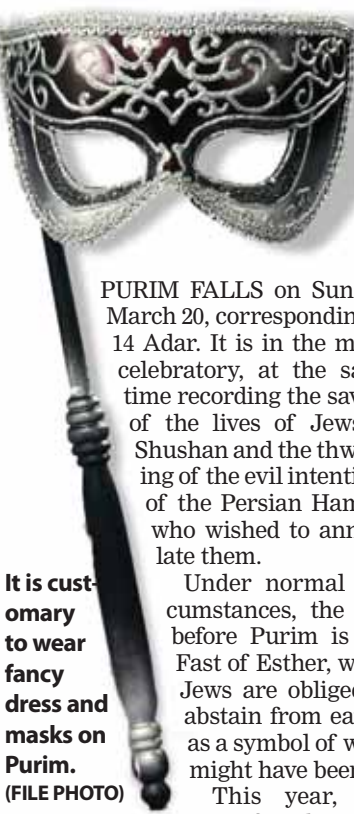 PURIM FALLS on Sun
March 20, corresponding
14 Adar. It is in the m
celebratory, at the sa
time recording the sav
of the lives of Jews
Shushan and the thw
ing of the evil intenti
of the Persian Ham
who wished to ann
late them.
Under normal
cumstances, the
before Purim is
Fast of Esther, w
Jews are obliged
abstain from ea
as a symbol of w
might have been
This year,
It is cust-
omary
to wear
fancy
dress and
masks on
Purim.
(FILE PHOTO)